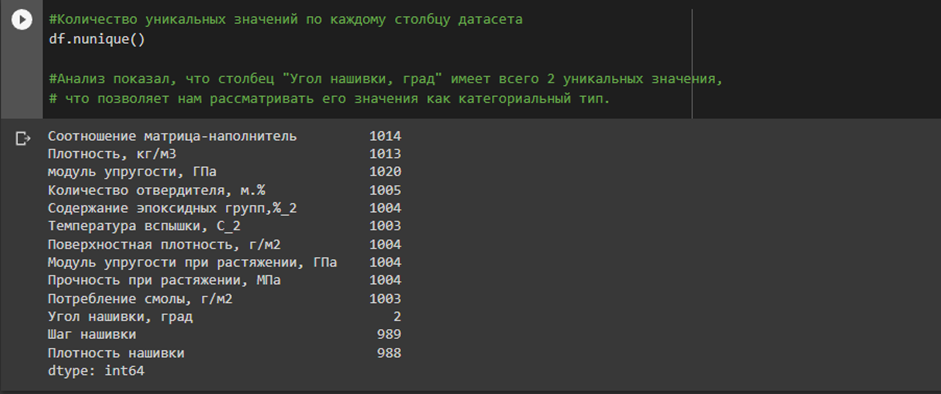 #Количество уникальных значений по каждому столбцу датасета
df.nunique()
#Анализ показал, что столбец "Угол нашивки, град" имеет всего 2 уникальных значения,
# что позволяет нам рассматривать его значения как категориальный тип.
Соотношение матрица-наполнитель 1014
Плотность, кг/м3 1013
модуль упругости, ГПа 1020
Количество отвердителя, м.% 1005
Содержание эпоксидных групп,%_2 1004
Температура вспышки, С_2 1003
Поверхностная плотность, г/м2 1004
Модуль упругости при растяжении, ГПа 1004
Прочность при растяжении, МПа 1004
Потребление смолы, г/м2 1003
Угол нашивки, град 2
Шаг нашивки 989
Плотность нашивки 988
dtype: int64